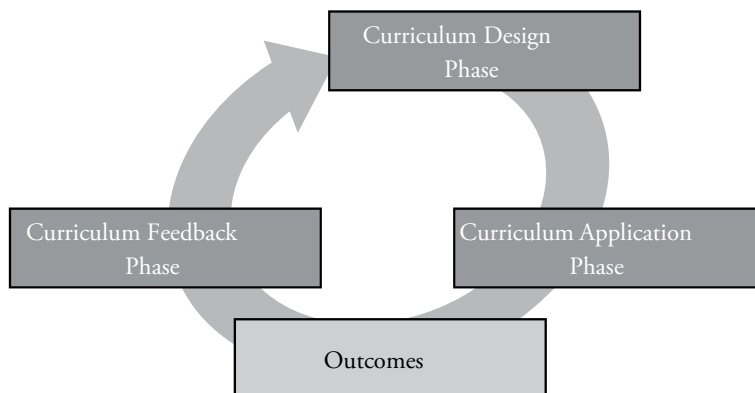 Curriculum Design
Phase
Curriculum Feedback
Phase
Curriculum Application
Phase
Outcomes